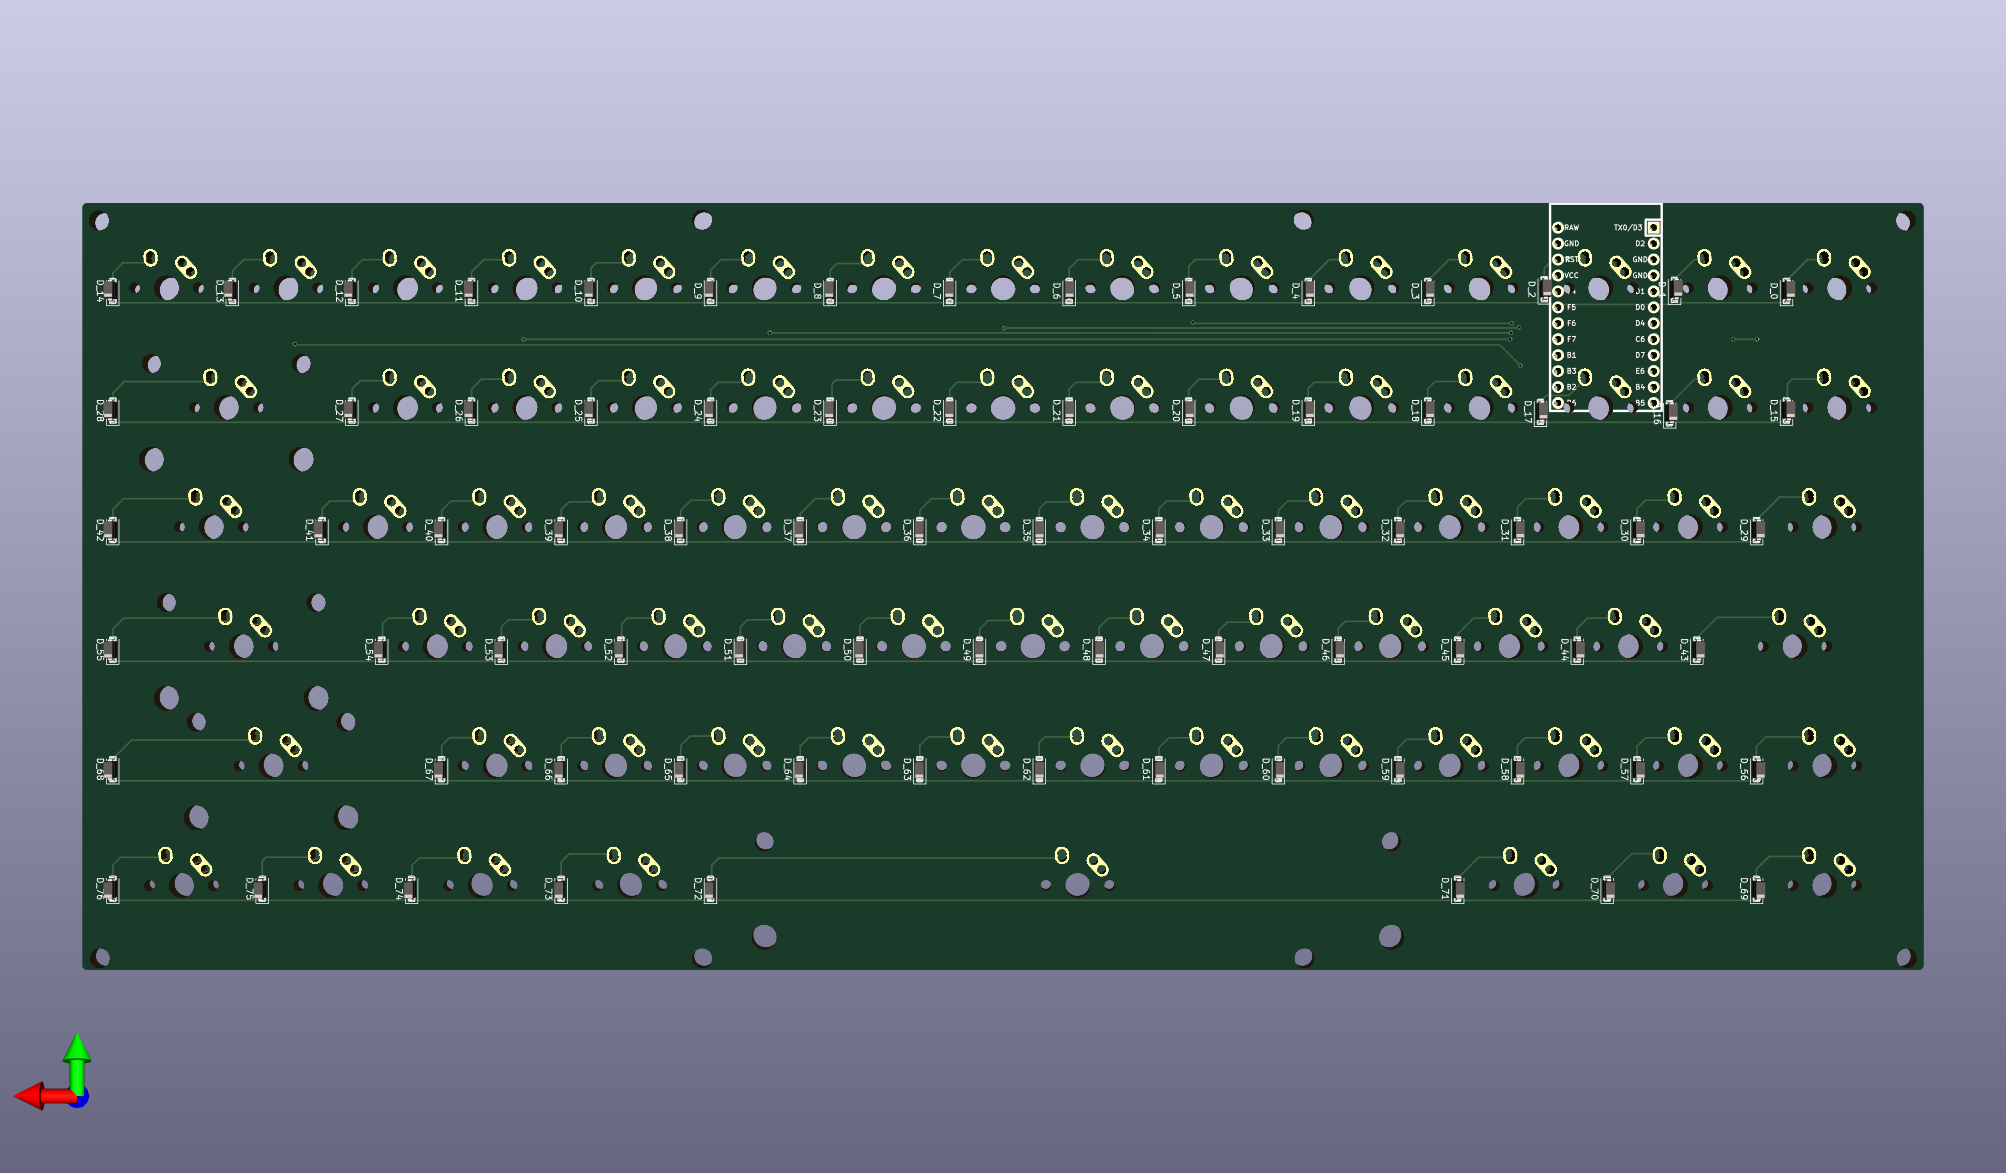 RAW TXO/D3
GND D2
RST GND
VCC GND
J1
F5 D0
F6 D4
F7 C6
B1 D7
B3 E6
B2 B4
B5
D_14 D_13 D_12 D_11 D_10 D_9 D_8 D_7 D_6 D_5 D_4 D_3 D_2 D_0
D_28 D_27 D_26 D_25 D_24 D_23 D_22 D_21 D_20 D_19 D_18 D_17 16 D_15
D_42 D_41 D_40 D_39 D_38 D_37 D_36 D_35 D_34 D_33 D_32 D_31 D_30 D_29
D_55 D_54 D_53 D_52 D_51 D_50 D_49 D_48 D_47 D_46 D_45 D_44 D_43
D_68 D_67 D_66 D_65 D_64 D_63 D_62 D_61 D_60 D_59 D_58 D_57 D_56
D_76 D_75 D_74 D_73 D_72 D_71 D_70 D_69